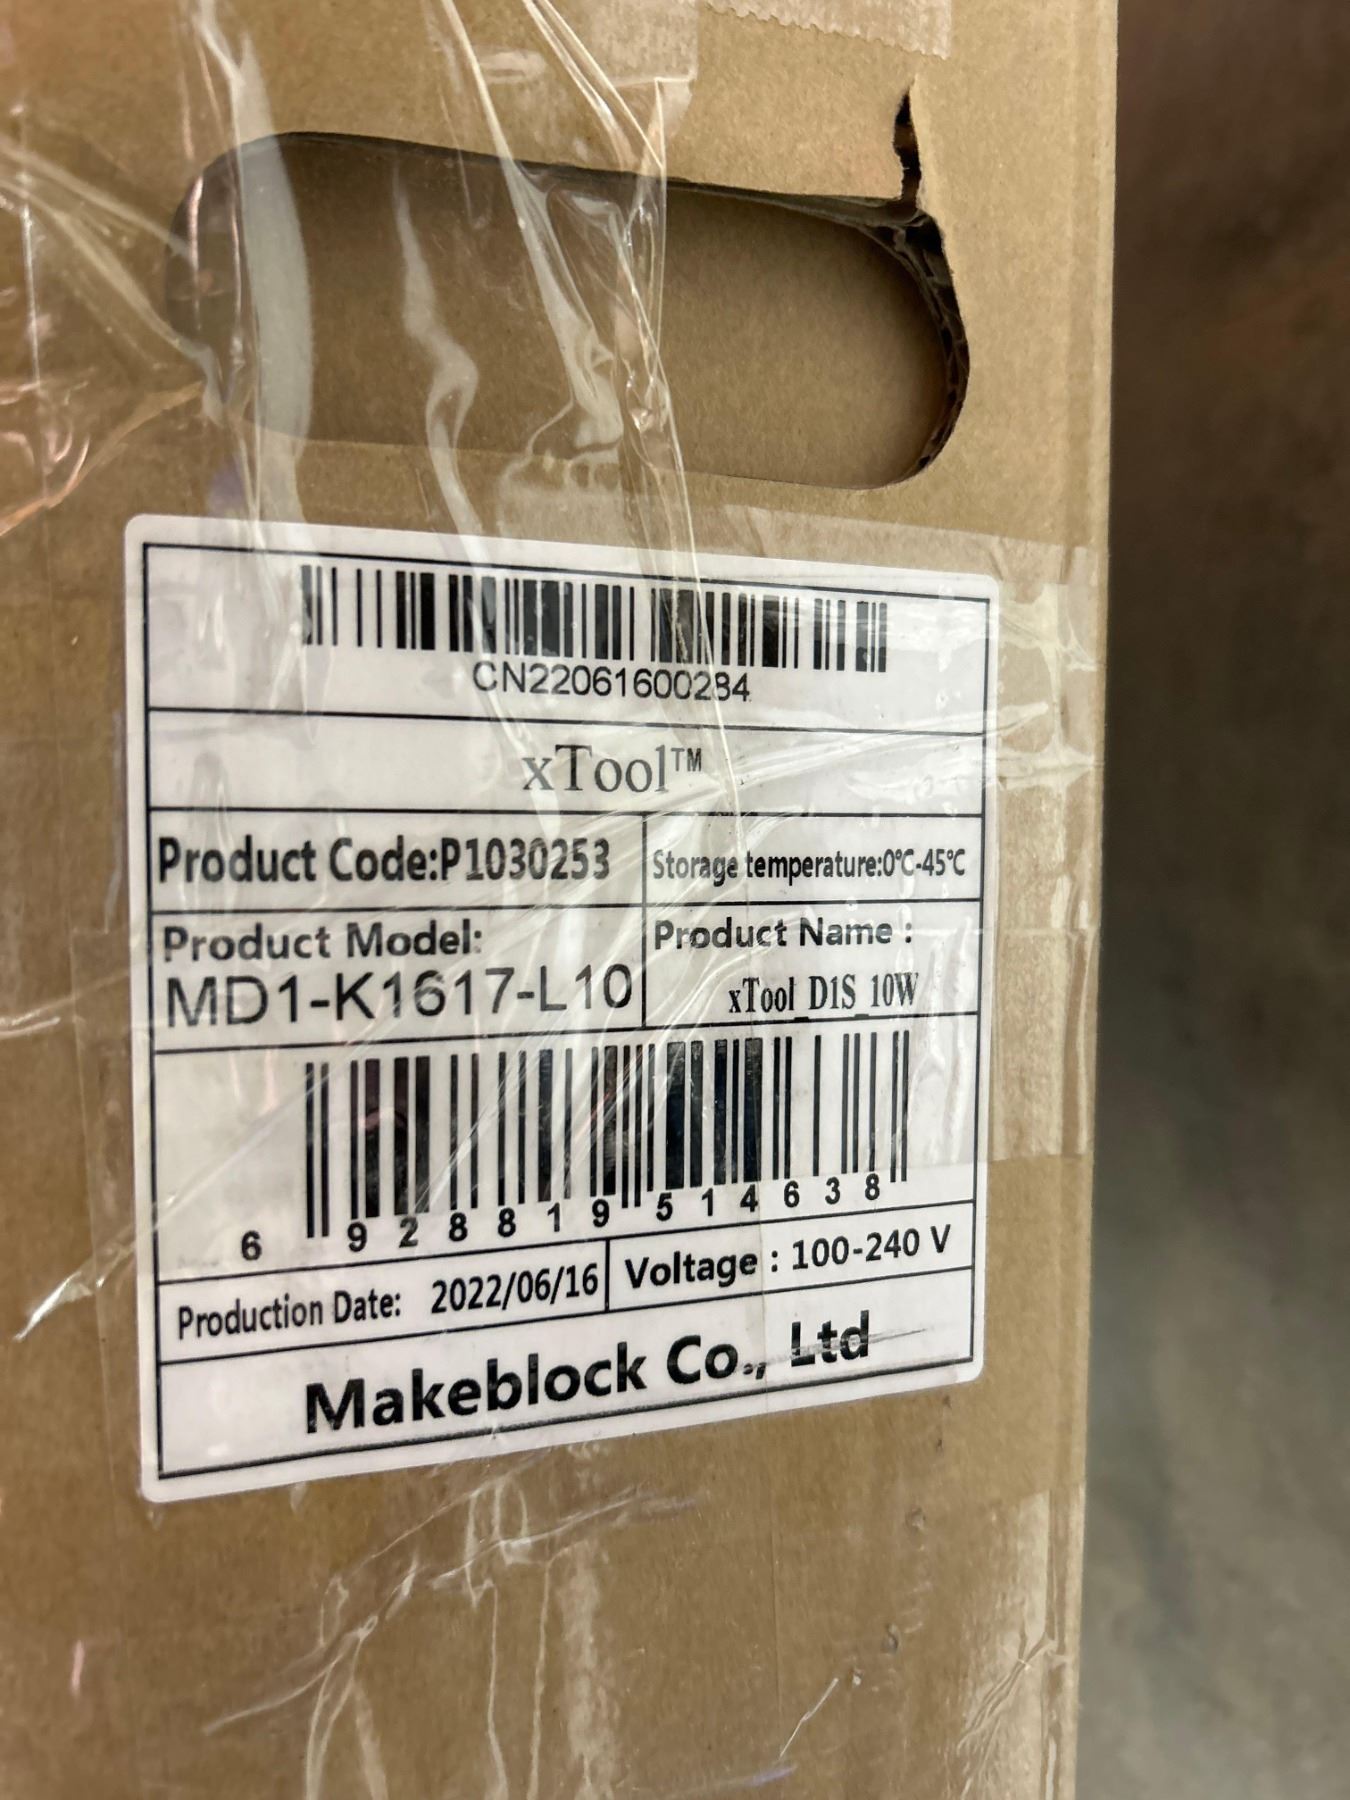 CN22061600284
xTool™
Product Code:P1030253
Storage temperature:0℃-45℃
Product Model:
MD1-K1617-L10
Product Name :
xTool_D1S_10W
6 928819 514638
Production Date: 2022/06/16
Voltage : 100-240 V
Makeblock Co., Ltd